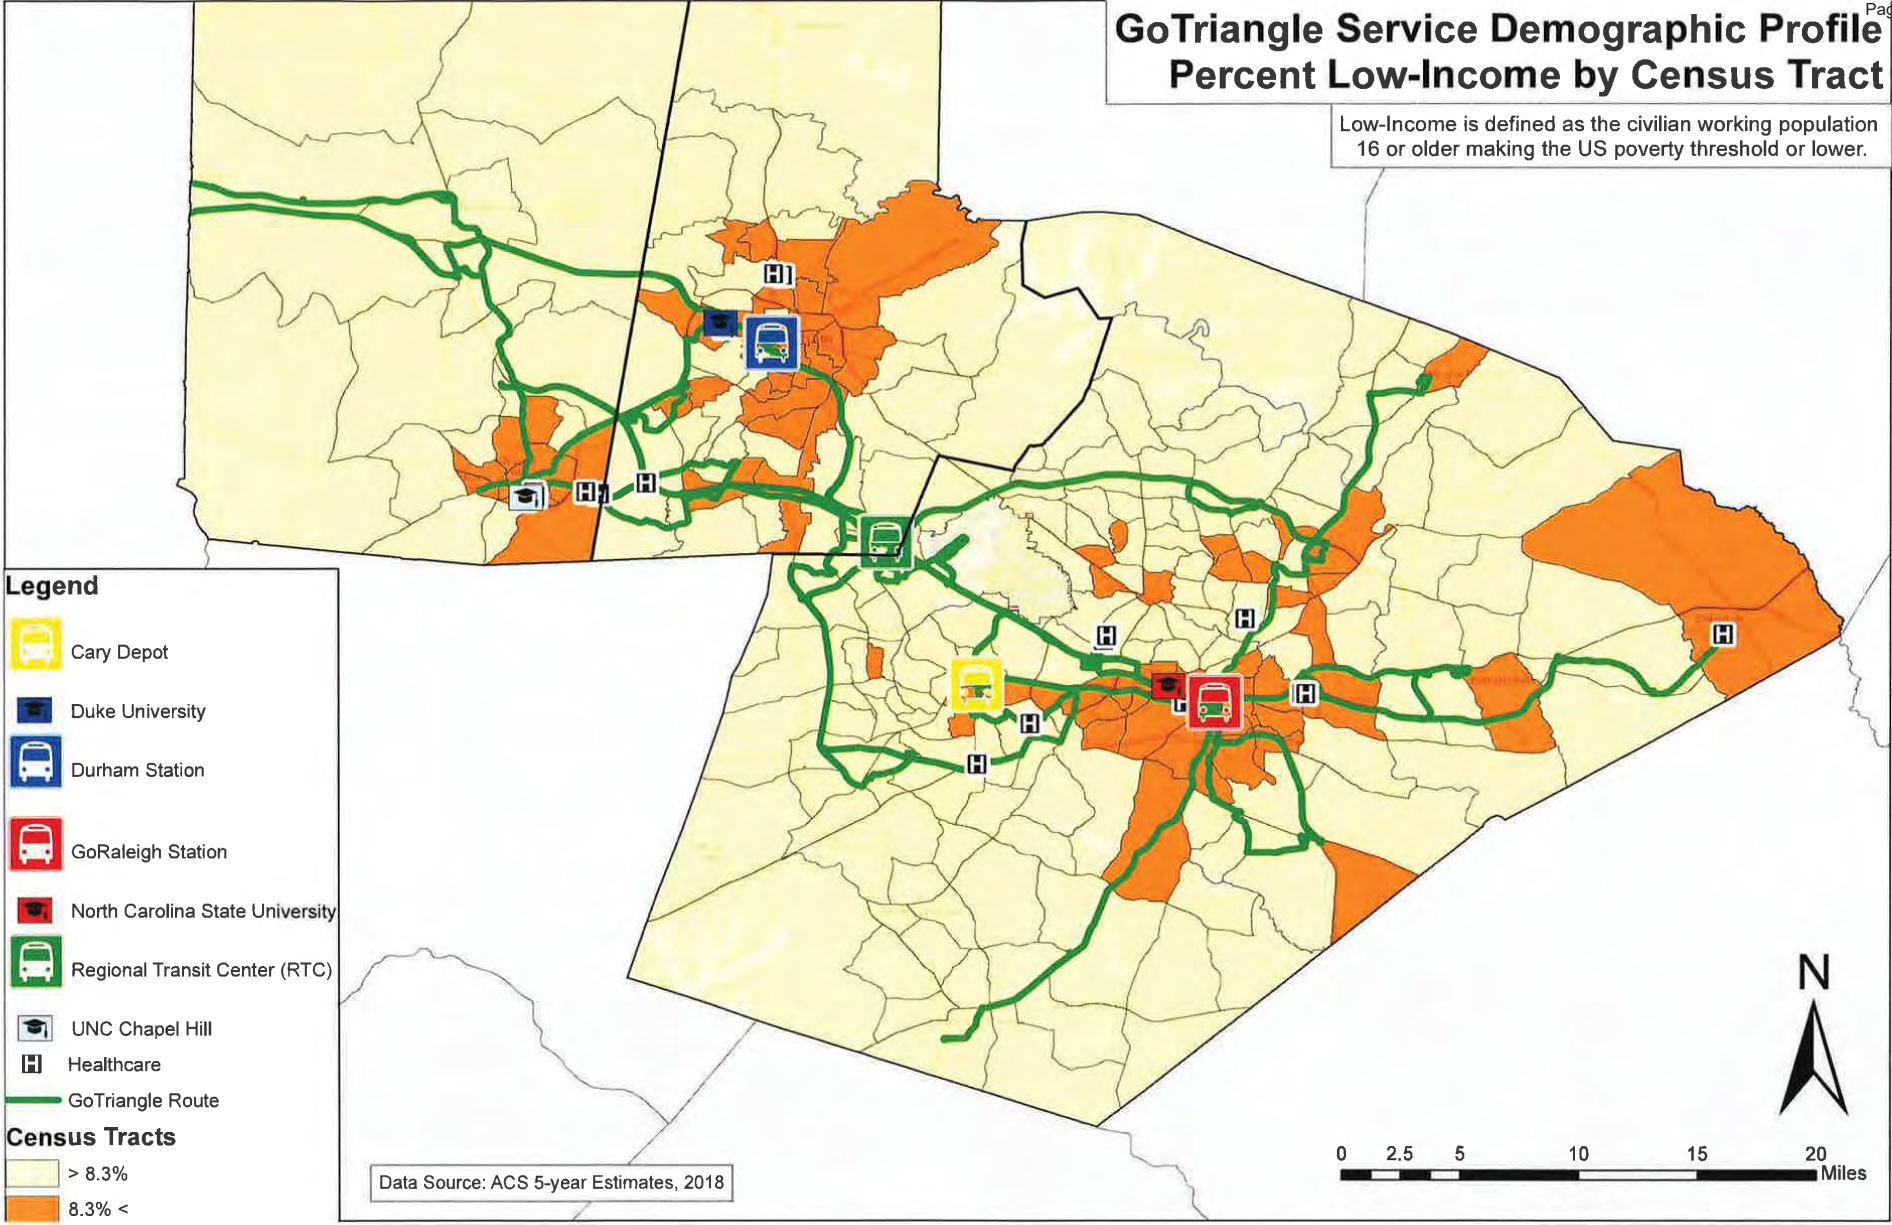 Pag
GoTriangle Service Demographic Profile
Percent Low-Income by Census Tract
Low-Income is defined as the civilian working population
16 or older making the US poverty threshold or lower.
Legend
Cary Depot
Duke University
Durham Station
GoRaleigh Station
North Carolina State University
Regional Transit Center (RTC)
UNC Chapel Hill
H Healthcare
GoTriangle Route
Census Tracts
> 8.3%
8.3% <
Data Source: ACS 5-year Estimates, 2018
N
0 2.5 5 10 15 20
Miles
H
H
H
H
H
H
H
H
H
H
H
H